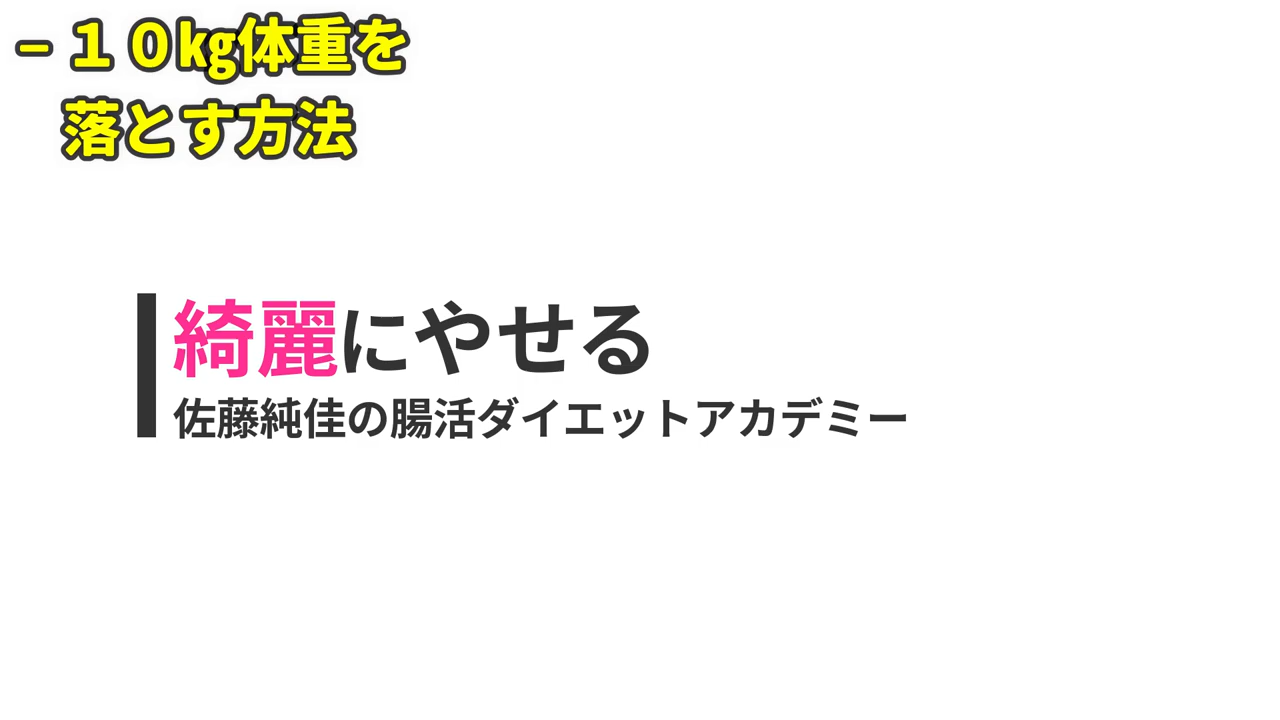 −１０㎏体重を
落とす方法
綺麗にやせる
佐藤純佳の腸活ダイエットアカデミー